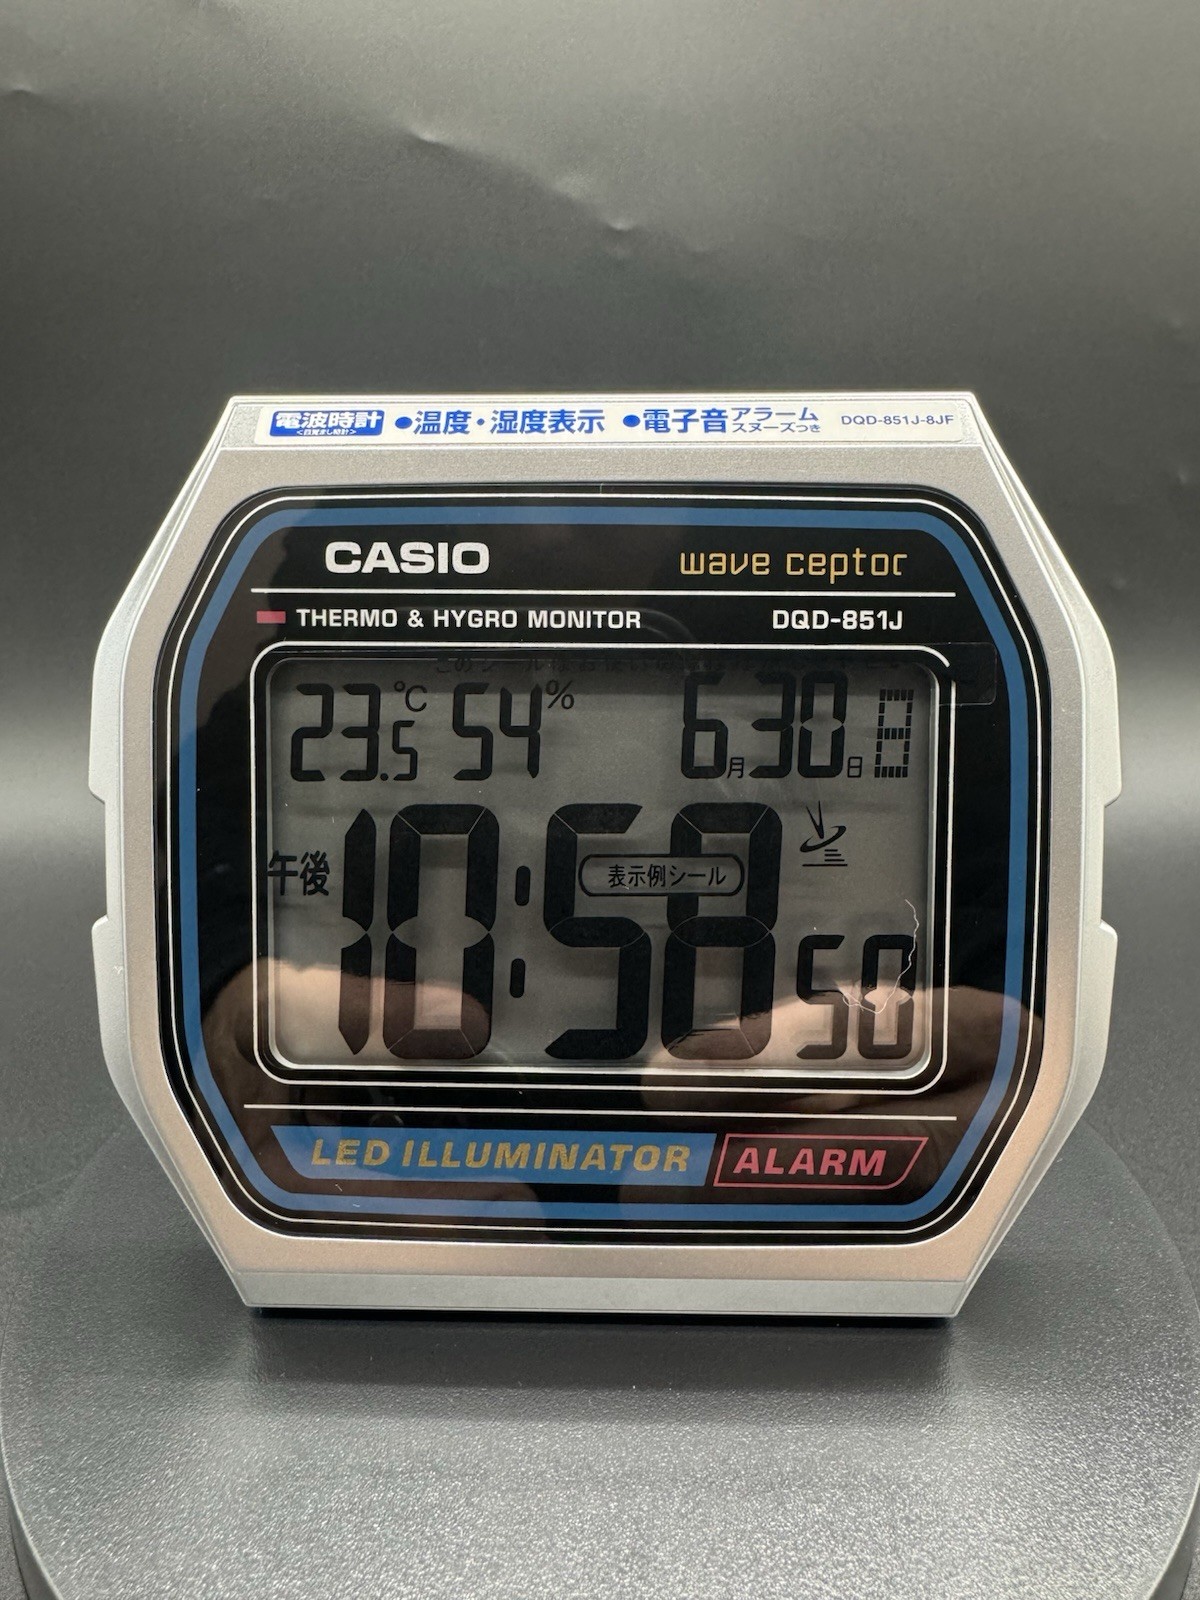 電波時計 ●温度・湿度表示 ●電子音アラーム スヌーズつき DQD-851J-8JF
<目覚まし時計>
CASIO wave ceptor
THERMO & HYGRO MONITOR DQD-851J
23.5 ℃ 54 % 6月30日 日
午後 10:58 50
表示例シール
LED ILLUMINATOR ALARM